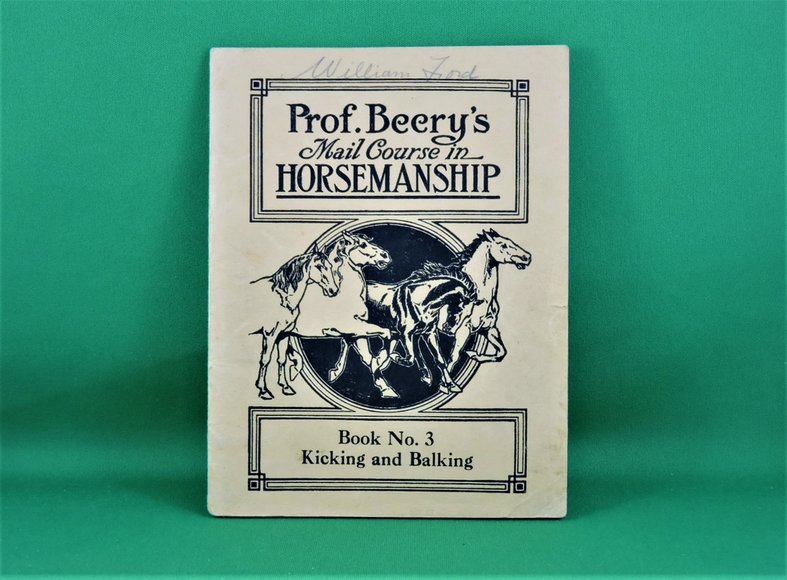 William Ford
Prof. Beery's
Mail Course in
HORSEMANSHIP
Book No. 3
Kicking and Balking